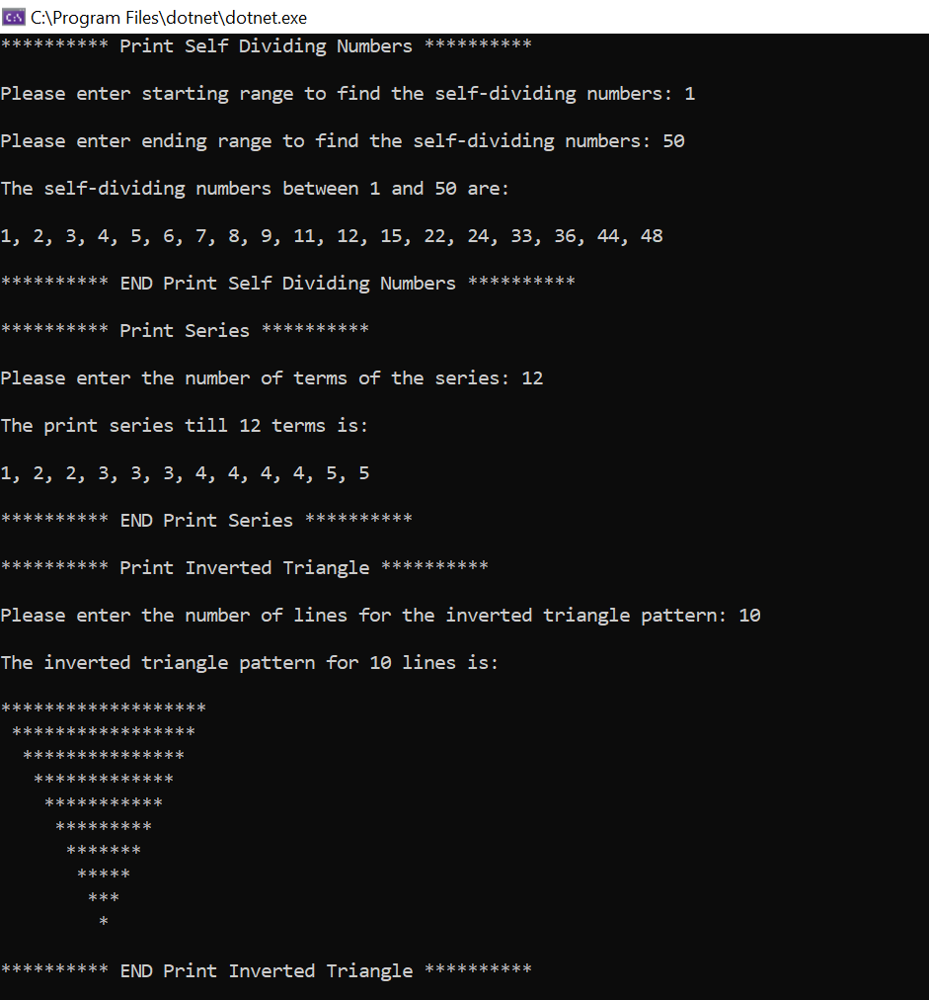 C:\Program Files\dotnet\dotnet.exe
********** Print Self Dividing Numbers **********
Please enter starting range to find the self-dividing numbers: 1
Please enter ending range to find the self-dividing numbers: 50
The self-dividing numbers between 1 and 50 are:
1, 2, 3, 4, 5, 6, 7, 8, 9, 11, 12, 15, 22, 24, 33, 36, 44, 48
********** END Print Self Dividing Numbers **********
********** Print Series **********
Please enter the number of terms of the series: 12
The print series till 12 terms is:
1, 2, 2, 3, 3, 3, 4, 4, 4, 4, 5, 5
********** END Print Series **********
********** Print Inverted Triangle **********
Please enter the number of lines for the inverted triangle pattern: 10
The inverted triangle pattern for 10 lines is:
*******************
 *****************
  ***************
   *************
    ***********
     *********
      *******
       *****
        ***
         *
********** END Print Inverted Triangle **********